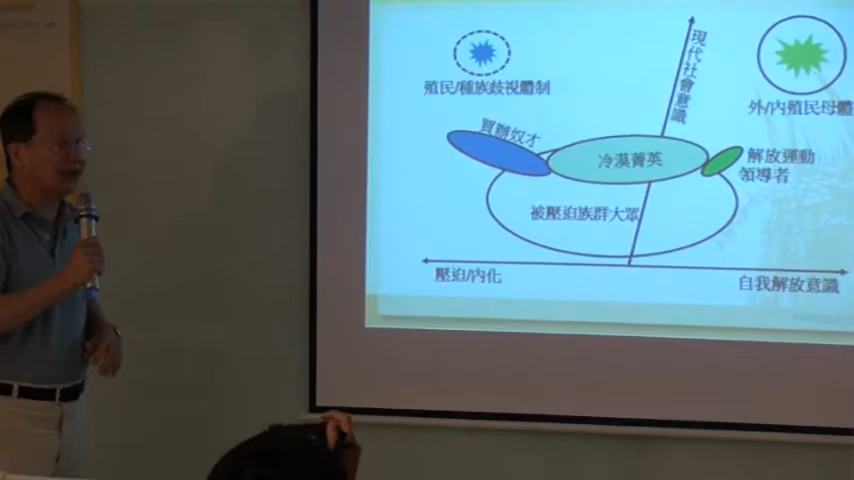 現代社會意識
殖民/種族歧視體制
外/內殖民母體
買辦奴才
冷漠菁英
解放運動
領導者
被壓迫族群大眾
壓迫/內化
自我解放意識